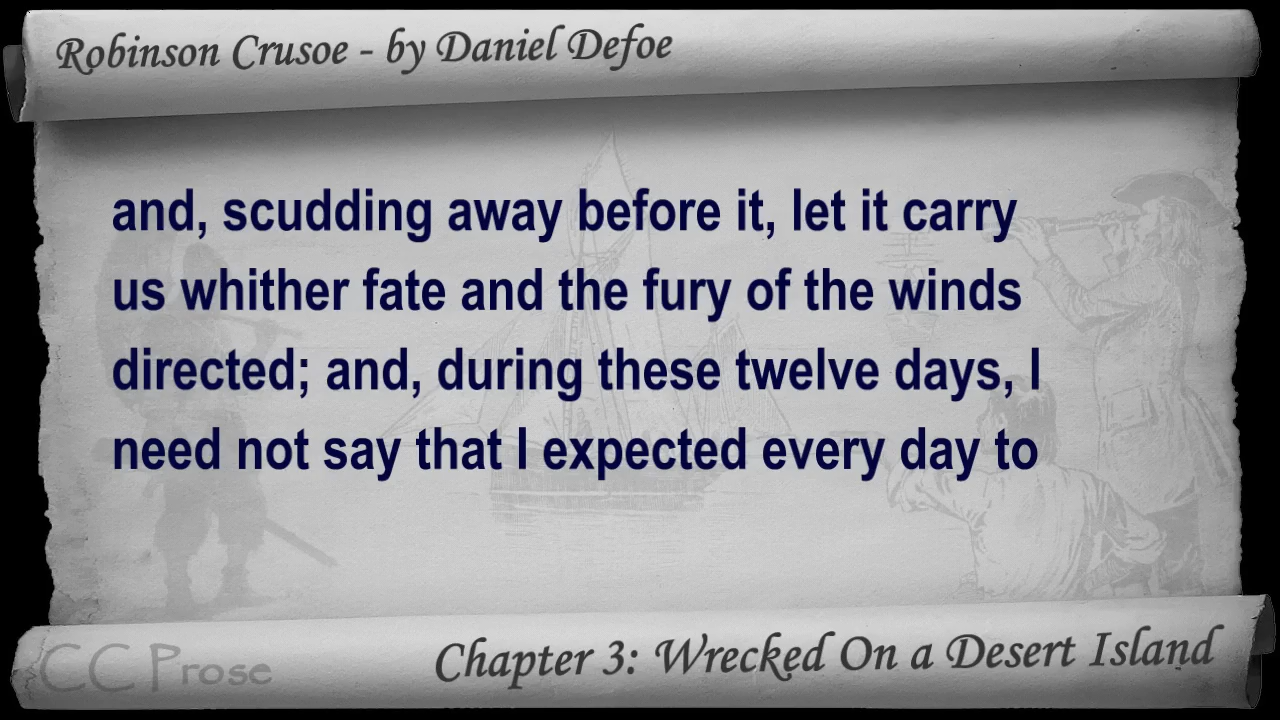 Robinson Crusoe - by Daniel Defoe
and, scudding away before it, let it carry
us whither fate and the fury of the winds
directed; and, during these twelve days, I
need not say that I expected every day to
CC Prose
Chapter 3: Wrecked On a Desert Island